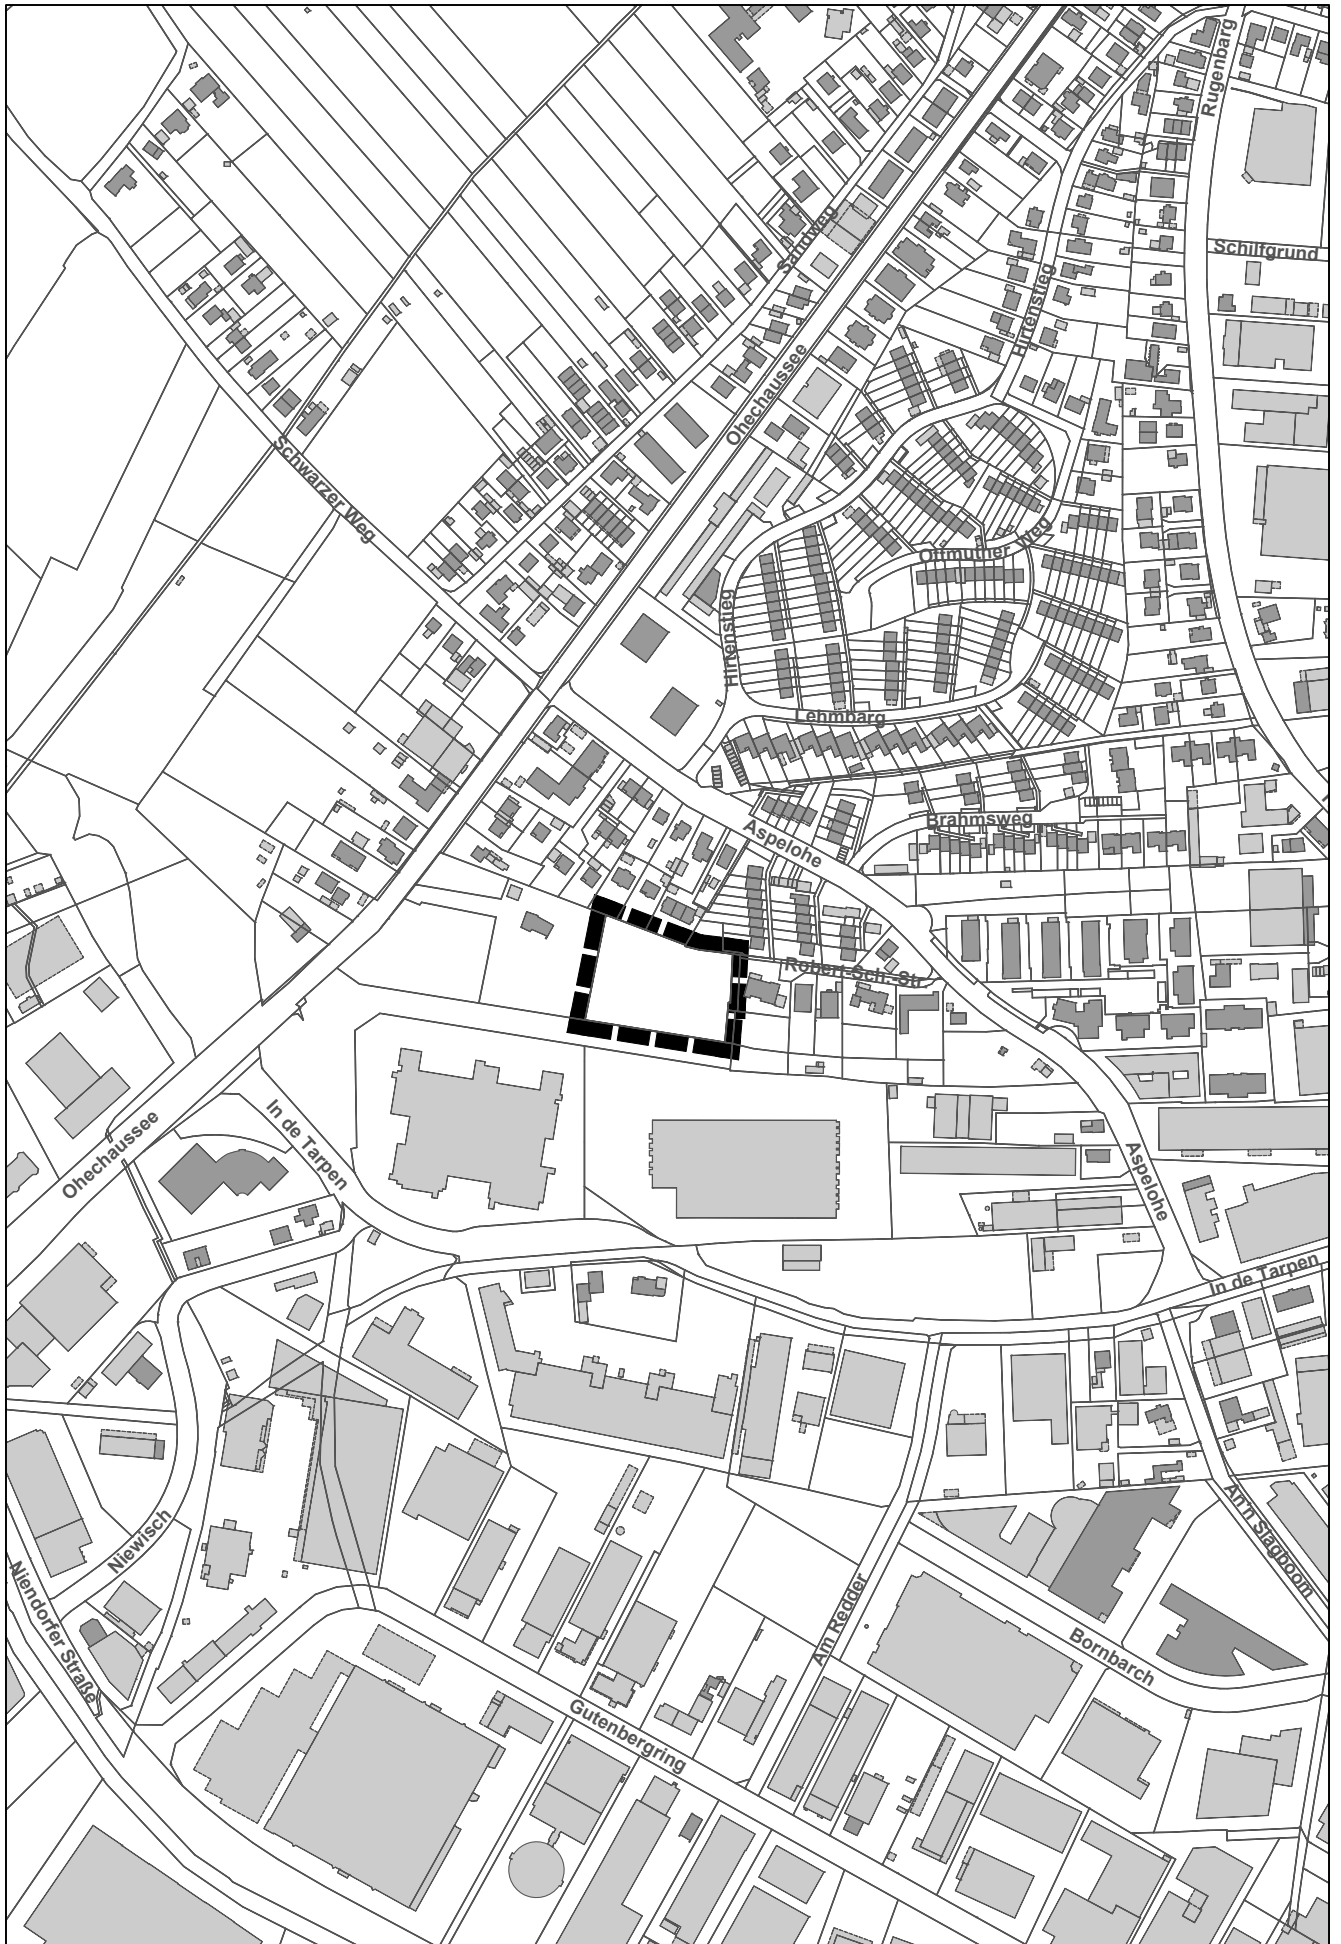 Rugenbarg
Sandweg
Schilfgrund
Hirtenstieg
Ohechaussee
Schwarzer Weg
Offmuther Weg
Hirtenstieg
Lehmbarg
Aspelohe
Brahmsweg
Robert-Sch.-Str.
In de Tarpen
Ohechaussee
Aspelohe
In de Tarpen
Niewisch
An'n Slagboom
Niendorfer Straße
Am Redder
Bornbarch
Gutenbergring